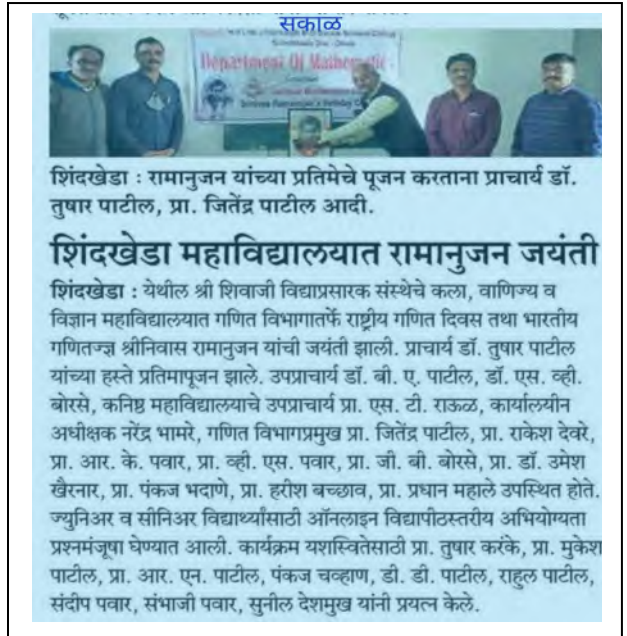 सकाळ
Department Of Mathematic
शिंदखेडा : रामानुजन यांच्या प्रतिमेचे पूजन करताना प्राचार्य डॉ.
तुषार पाटील, प्रा. जितेंद्र पाटील आदी.
शिंदखेडा महाविद्यालयात रामानुजन जयंती
शिंदखेडा : येथील श्री शिवाजी विद्याप्रसारक संस्थेचे कला, वाणिज्य व
विज्ञान महाविद्यालयात गणित विभागातर्फे राष्ट्रीय गणित दिवस तथा भारतीय
गणितज्ज्ञ श्रीनिवास रामानुजन यांची जयंती झाली. प्राचार्य डॉ. तुषार पाटील
यांच्या हस्ते प्रतिमापूजन झाले. उपप्राचार्य डॉ. बी. ए. पाटील, डॉ. एस. व्ही.
बोरसे, कनिष्ठ महाविद्यालयाचे उपप्राचार्य प्रा. एस. टी. राऊळ, कार्यालयीन
अधीक्षक नरेंद्र भामरे, गणित विभागप्रमुख प्रा. जितेंद्र पाटील, प्रा. राकेश देवरे,
प्रा. आर. के. पवार, प्रा. व्ही. एस. पवार, प्रा. जी. बी. बोरसे, प्रा. डॉ. उमेश
खैरनार, प्रा. पंकज भदाणे, प्रा. हरीश बच्छाव, प्रा. प्रधान महाले उपस्थित होते.
ज्युनिअर व सीनिअर विद्यार्थ्यांसाठी ऑनलाइन विद्यापीठस्तरीय अभियोग्यता
प्रश्नमंजूषा घेण्यात आली. कार्यक्रम यशस्वितेसाठी प्रा. तुषार करंके, प्रा. मुकेश
पाटील, प्रा. आर. एन. पाटील, पंकज चव्हाण, डी. डी. पाटील, राहुल पाटील,
संदीप पवार, संभाजी पवार, सुनील देशमुख यांनी प्रयत्न केले.